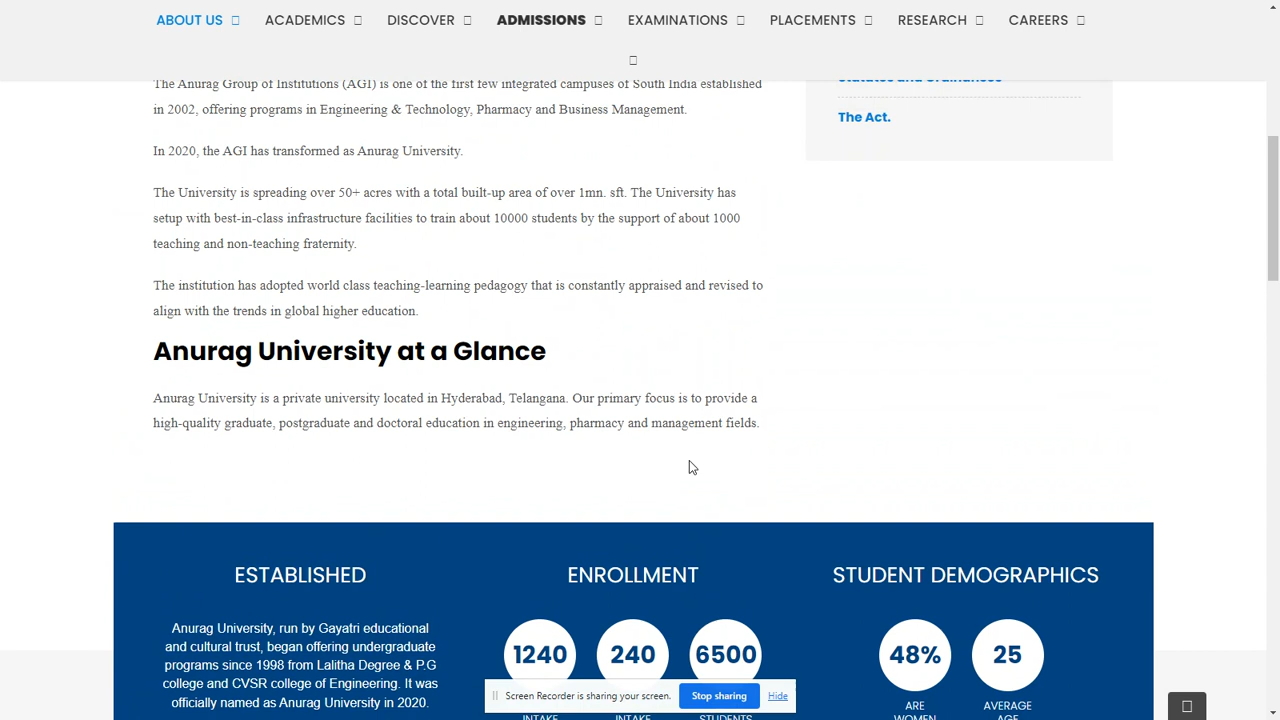 ABOUT US ACADEMICS DISCOVER ADMISSIONS EXAMINATIONS PLACEMENTS RESEARCH CAREERS
The Anurag Group of Institutions (AGI) is one of the first few integrated campuses of South India established
in 2002, offering programs in Engineering & Technology, Pharmacy and Business Management.
In 2020, the AGI has transformed as Anurag University.
The University is spreading over 50+ acres with a total built-up area of over 1mn. sft. The University has
setup with best-in-class infrastructure facilities to train about 10000 students by the support of about 1000
teaching and non-teaching fraternity.
The institution has adopted world class teaching-learning pedagogy that is constantly appraised and revised to
align with the trends in global higher education.
Anurag University at a Glance
Anurag University is a private university located in Hyderabad, Telangana. Our primary focus is to provide a
high-quality graduate, postgraduate and doctoral education in engineering, pharmacy and management fields.
Statutes and Ordinances
The Act.
ESTABLISHED
Anurag University, run by Gayatri educational
and cultural trust, began offering undergraduate
programs since 1998 from Lalitha Degree & P.G
college and CVSR college of Engineering. It was
officially named as Anurag University in 2020.
ENROLLMENT
1240 240 6500
INTAKE INTAKE STUDENTS
STUDENT DEMOGRAPHICS
48% 25
ARE AVERAGE
WOMEN AGE
Screen Recorder is sharing your screen. Stop sharing Hide